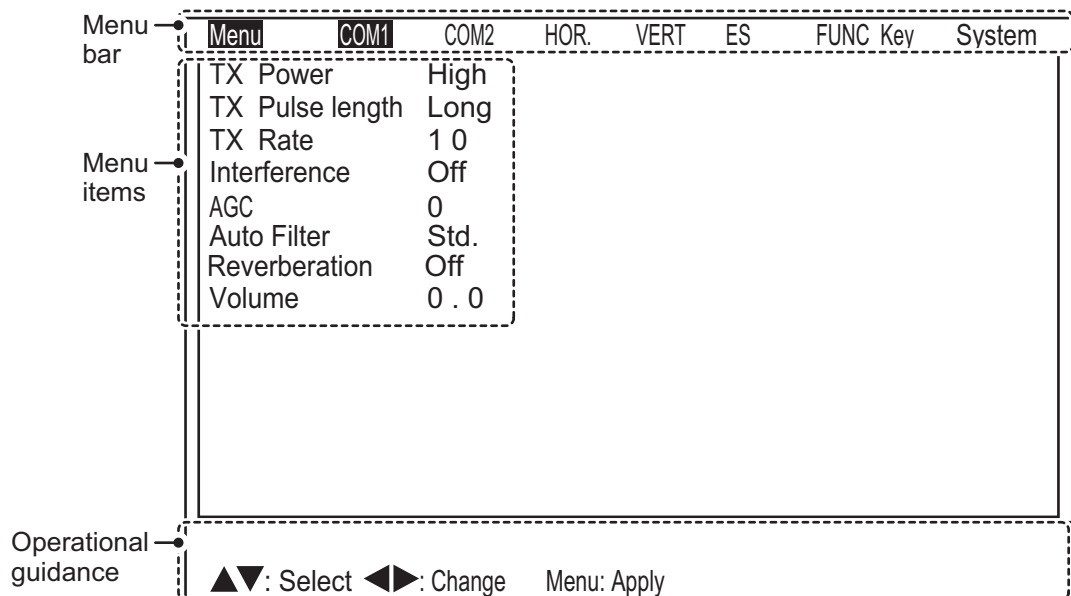 Menu
bar
Menu COM1 COM2 HOR. VERT ES FUNC Key System
Menu
items
TX Power High
TX Pulse length Long
TX Rate 1 0
Interference Off
AGC 0
Auto Filter Std.
Reverberation Off
Volume 0 . 0
Operational
guidance
▲▼: Select ◀▶: Change Menu: Apply